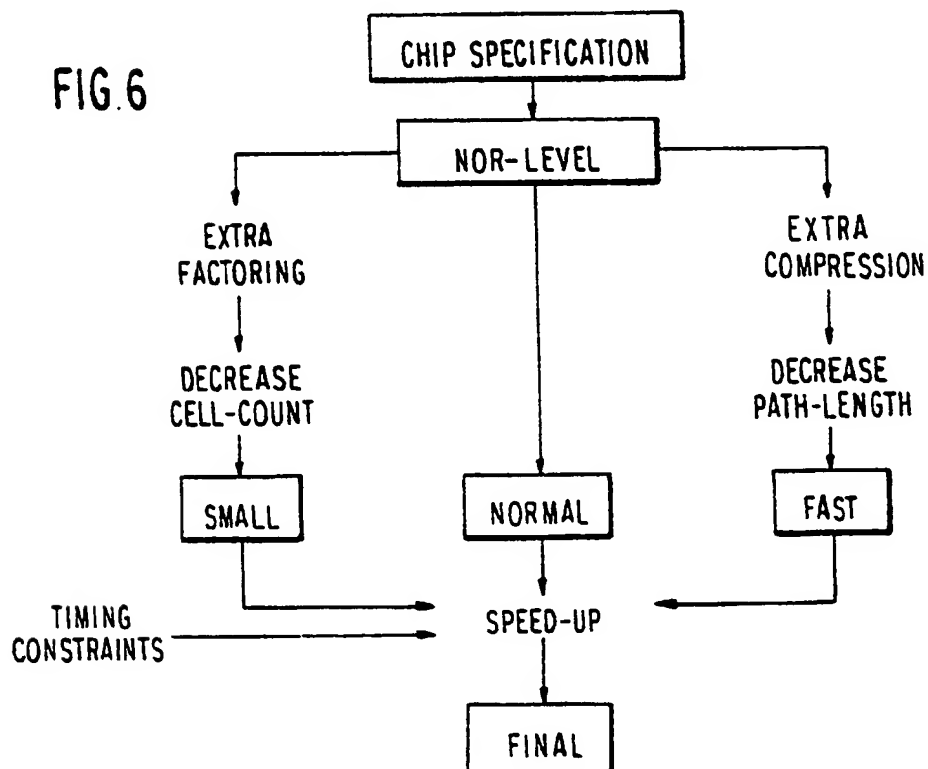 FIG.6
CHIP SPECIFICATION
NOR-LEVEL
EXTRA
FACTORING
EXTRA
COMPRESSION
DECREASE
CELL-COUNT
DECREASE
PATH-LENGTH
SMALL
NORMAL
FAST
TIMING
CONSTRAINTS
SPEED-UP
FINAL